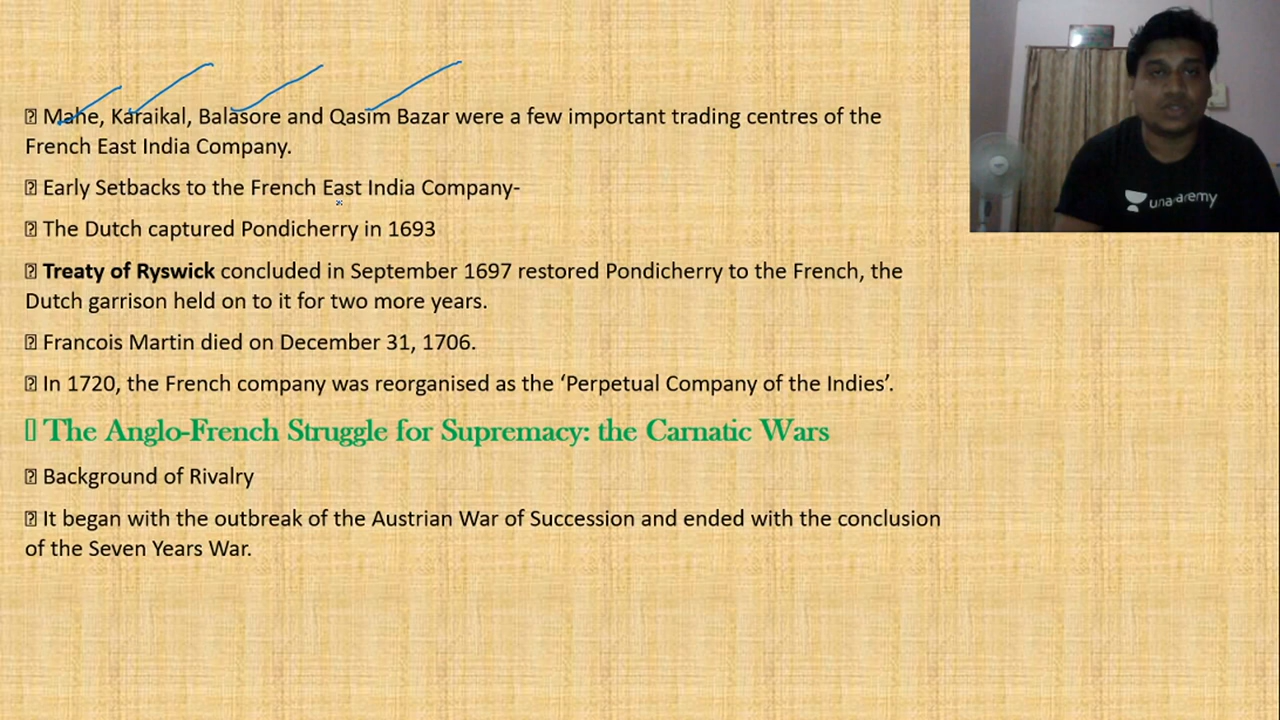 Mahe, Karaikal, Balasore and Qasim Bazar were a few important trading centres of the
French East India Company.
Early Setbacks to the French East India Company-
The Dutch captured Pondicherry in 1693
Treaty of Ryswick concluded in September 1697 restored Pondicherry to the French, the
Dutch garrison held on to it for two more years.
Francois Martin died on December 31, 1706.
In 1720, the French company was reorganised as the ‘Perpetual Company of the Indies’.
The Anglo-French Struggle for Supremacy: the Carnatic Wars
Background of Rivalry
It began with the outbreak of the Austrian War of Succession and ended with the conclusion
of the Seven Years War.